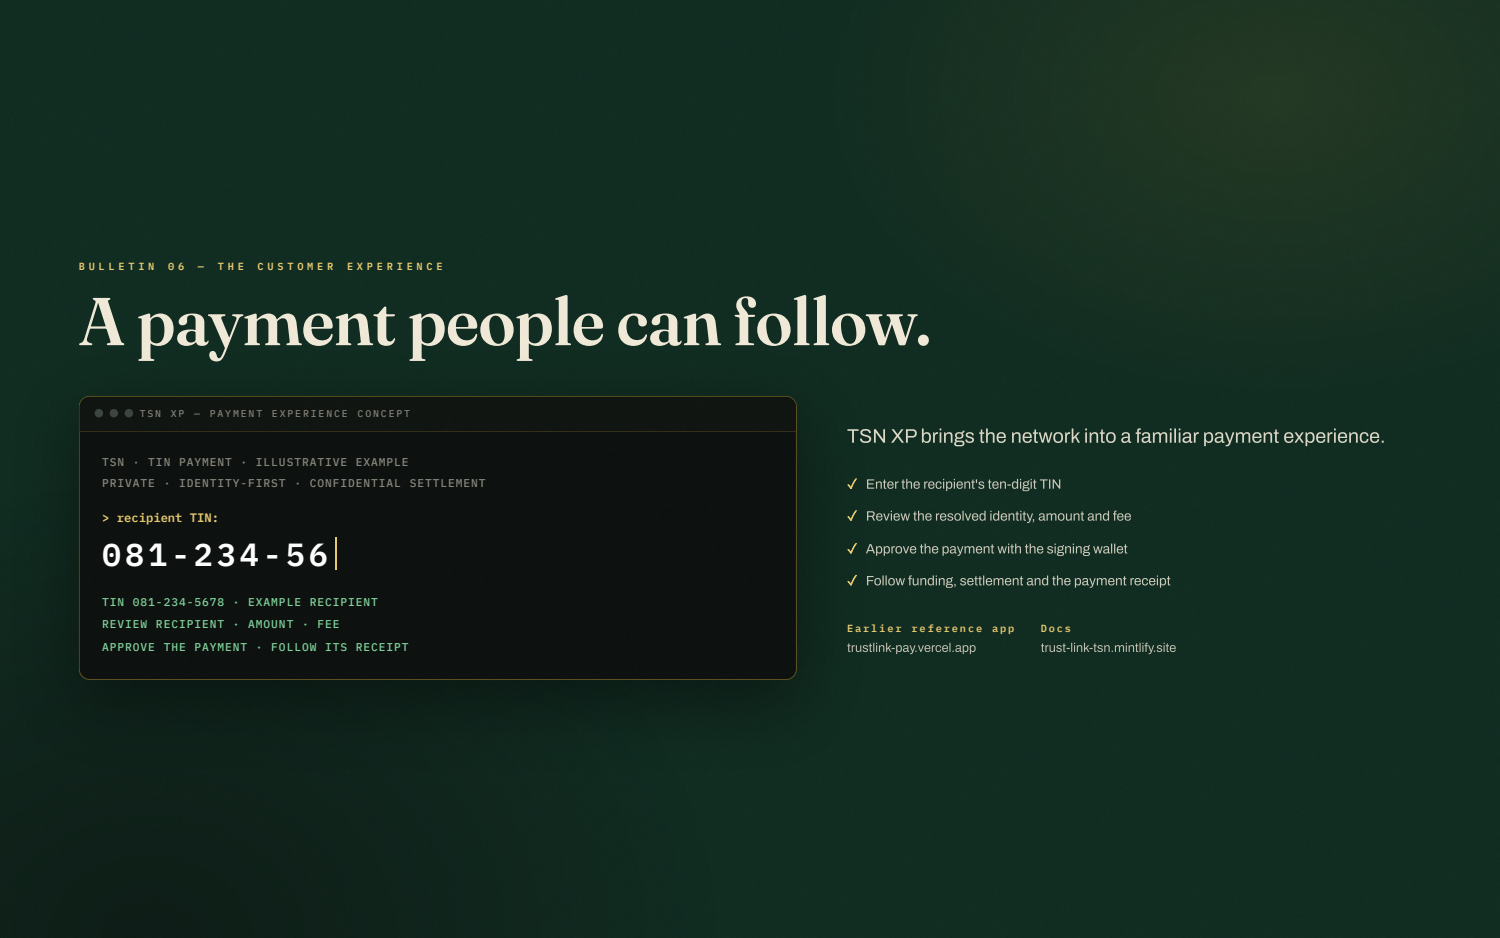 BULLETIN 06 — THE CUSTOMER EXPERIENCE
A payment people can follow.
TSN XP — PAYMENT EXPERIENCE CONCEPT
TSN · TIN PAYMENT · ILLUSTRATIVE EXAMPLE
PRIVATE · IDENTITY-FIRST · CONFIDENTIAL SETTLEMENT
> recipient TIN:
081-234-56
TIN 081-234-5678 · EXAMPLE RECIPIENT
REVIEW RECIPIENT · AMOUNT · FEE
APPROVE THE PAYMENT · FOLLOW ITS RECEIPT
TSN XP brings the network into a familiar payment experience.
✓ Enter the recipient's ten-digit TIN
✓ Review the resolved identity, amount and fee
✓ Approve the payment with the signing wallet
✓ Follow funding, settlement and the payment receipt
Earlier reference app
trustlink-pay.vercel.app
Docs
trust-link-tsn.mintlify.site